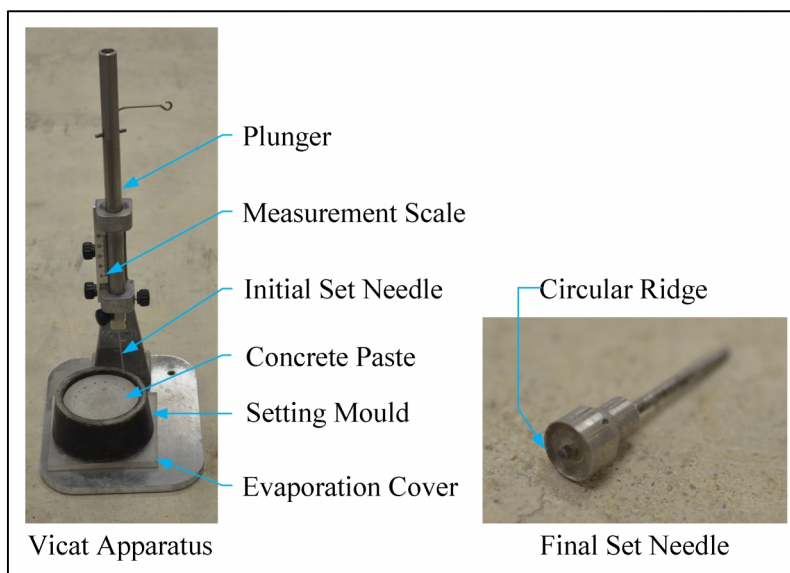 Plunger
Measurement Scale
Initial Set Needle
Concrete Paste
Setting Mould
Evaporation Cover
Vicat Apparatus
Circular Ridge
Final Set Needle